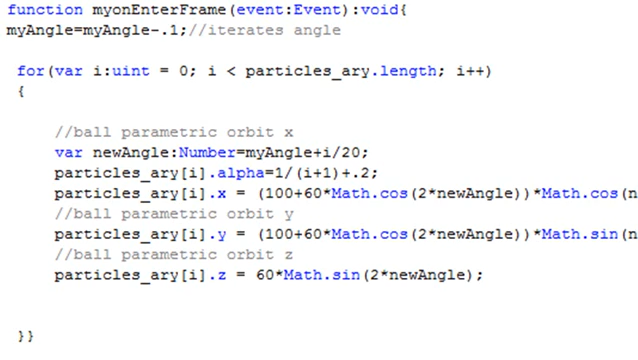 function myonEnterFrame(event:Event):void{
myAngle=myAngle-.1;//iterates angle
for(var i:uint = 0; i < particles_ary.length; i++)
{
//ball parametric orbit x
var newAngle:Number=myAngle+i/20;
particles_ary[i].alpha=1/(i+1)+.2;
particles_ary[i].x = (100+60*Math.cos(2*newAngle))*Math.cos(n
//ball parametric orbit y
particles_ary[i].y = (100+60*Math.cos(2*newAngle))*Math.sin(n
//ball parametric orbit z
particles_ary[i].z = 60*Math.sin(2*newAngle);
}}